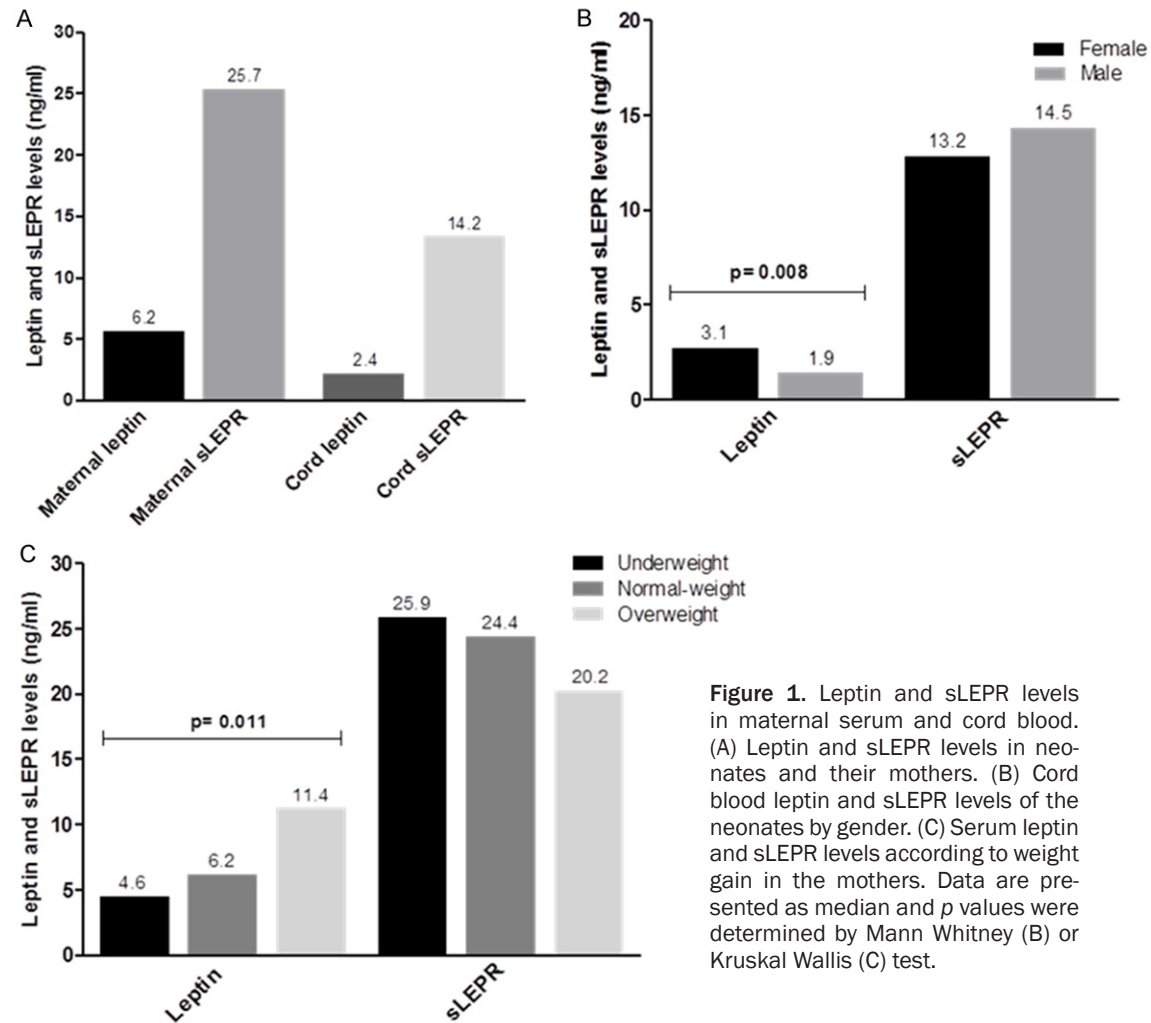 A
Leptin and sLEPR levels (ng/ml)
30
25
20
15
10
5
0
6.2
25.7
2.4
14.2
Maternal leptin
Maternal sLEPR
Cord leptin
Cord sLEPR
B
Leptin and sLEPR levels (ng/ml)
20
15
10
5
0
Female
Male
p= 0.008
3.1
1.9
13.2
14.5
Leptin
sLEPR
C
Leptin and sLEPR levels (ng/ml)
30
25
20
15
10
5
0
Underweight
Normal-weight
Overweight
p= 0.011
4.6
6.2
11.4
25.9
24.4
20.2
Leptin
sLEPR
Figure 1. Leptin and sLEPR levels
in maternal serum and cord blood.
(A) Leptin and sLEPR levels in neo-
nates and their mothers. (B) Cord
blood leptin and sLEPR levels of the
neonates by gender. (C) Serum leptin
and sLEPR levels according to weight
gain in the mothers. Data are pre-
sented as median and p values were
determined by Mann Whitney (B) or
Kruskal Wallis (C) test.